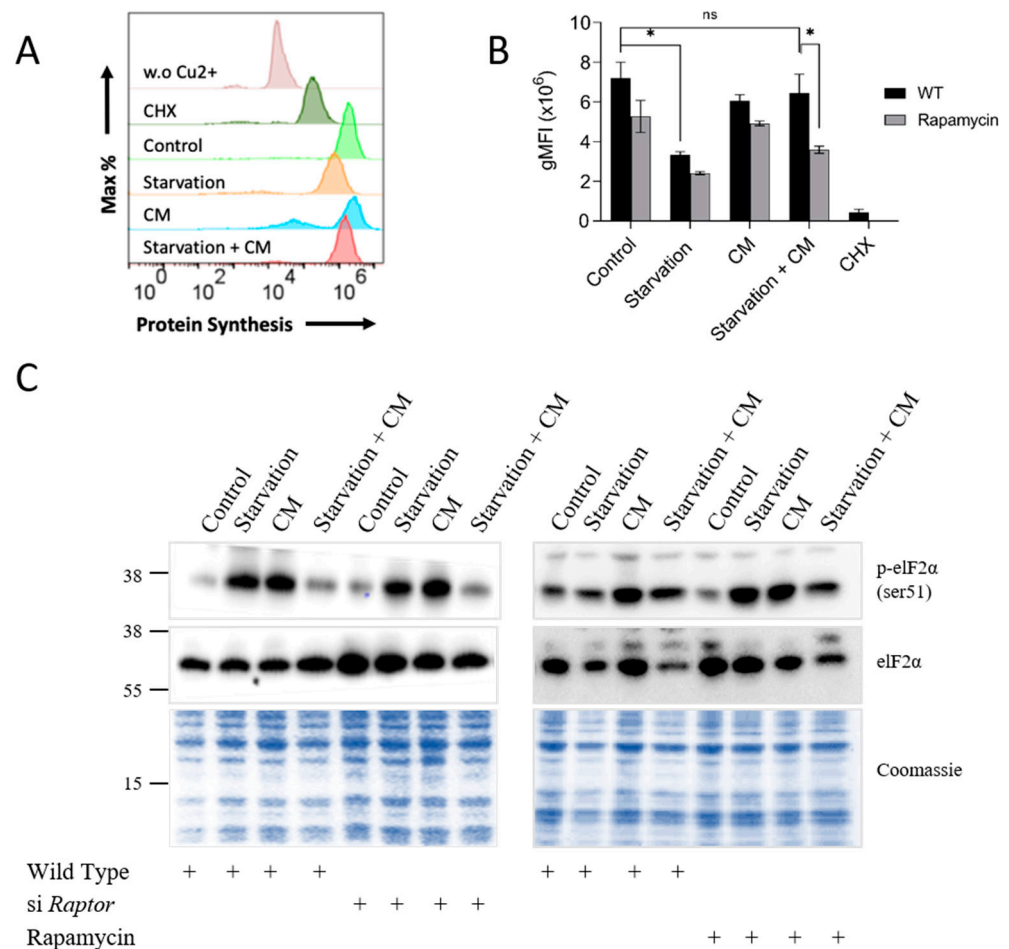 A
Max %
w.o Cu2+
CHX
Control
Starvation
CM
Starvation + CM
10 0 10 2 10 4 10 6
Protein Synthesis
B
gMFI (x10^6)
10
8
6
4
2
0
ns
*
*
WT
Rapamycin
Control
Starvation
CM
Starvation + CM
CHX
C
Control Starvation CM Starvation + CM Control Starvation CM Starvation + CM
Control Starvation CM Starvation + CM Control Starvation CM Starvation + CM
38
p-eIF2α
(ser51)
38
eIF2α
55
15
Coomassie
Wild Type + + + + + + + +
si Raptor + + + +
Rapamycin + + + +